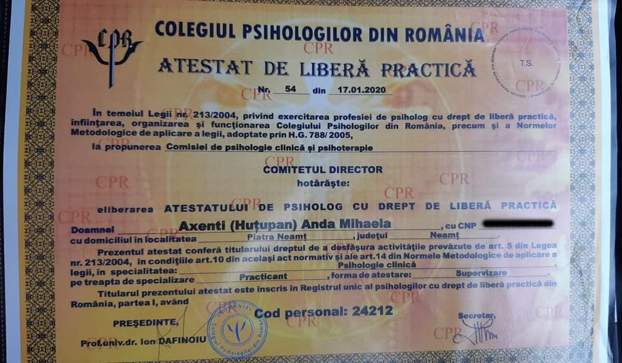 CPR
COLEGIUL PSIHOLOGILOR DIN ROMÂNIA
CPR
ATESTAT DE LIBERĂ PRACTICĂ
T.S.
Nr. 54 din 17.01.2020
În temelul Legii nr. 213/2004, privind exercitarea profesiei de psiholog cu drept de liberă practică,
înființarea, organizarea și funcționarea Colegiului Psihologilor din România, precum și a Normelor
Metodologice de aplicare a legii, adoptate prin H.G. 788/ 2005,
la propunerea Comisiei de psihologie clinică și psihoterapie
COMITETUL DIRECTOR
hotărăște:
eliberarea ATESTATULUI DE PSIHOLOG CU DREPT DE LIBERĂ PRACTICĂ
Doamnei Axenti (Huțupan) Anda Mihaela, cu CNP
cu domiciliul în localitatea Piatra Neamț, județul Neamț
Prezentul atestat conferă titularului dreptul de a desfășura activitățile prevăzute de art. 5 din Legea
nr. 213/2004, în condițiile art.10 din același act normativ și ale art.14 din Normele Metodologice de aplicare a
legii, în specialitatea: Psihologie clinică
pe treapta de specializare Practicant, forma de atestare: Supervizare
Titularul prezentului atestat este inscris în Registrul unic al psihologilor cu drept de liberă practică din
România, partea I, având
Cod personal: 24212
PREȘEDINTE,
Secretar,
Prof.univ.dr. Ion DAFINOIU